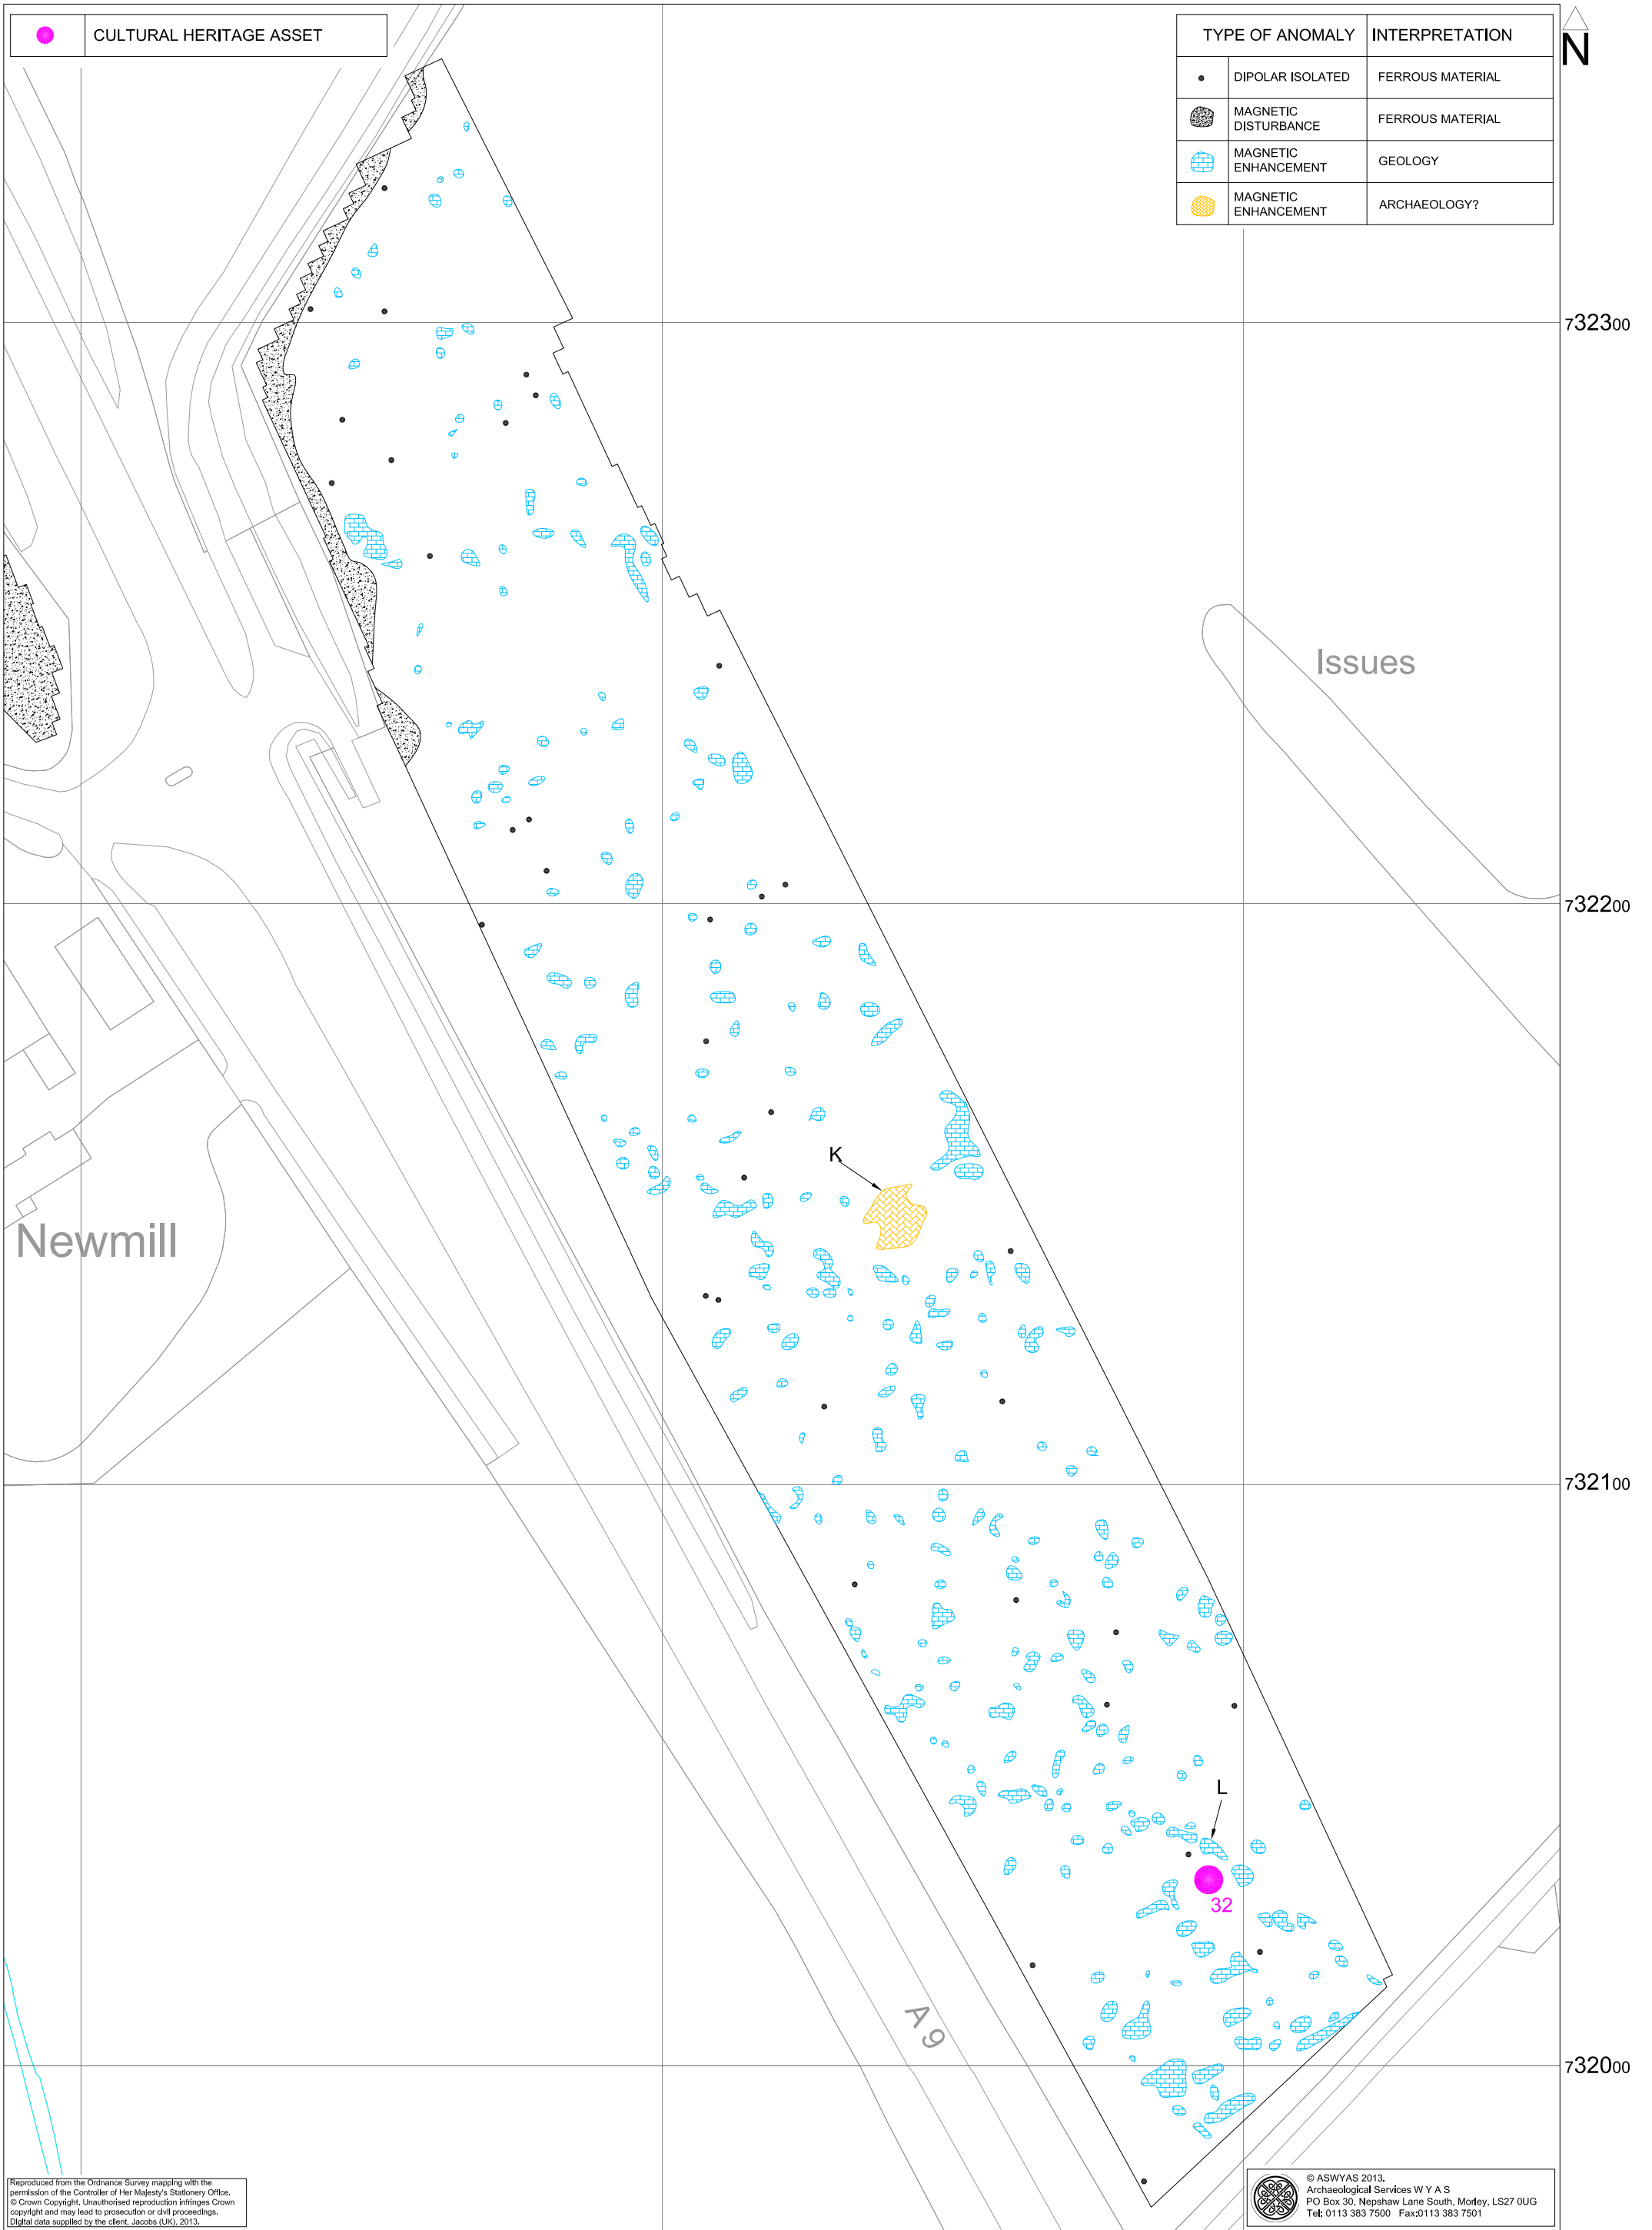 CULTURAL HERITAGE ASSET
TYPE OF ANOMALY INTERPRETATION
DIPOLAR ISOLATED FERROUS MATERIAL
MAGNETIC
DISTURBANCE
FERROUS MATERIAL
MAGNETIC
ENHANCEMENT
GEOLOGY
MAGNETIC
ENHANCEMENT
ARCHAEOLOGY?
N
732300
Issues
732200
K
Newmill
732100
L
32
A 9
732000
Reproduced from the Ordnance Survey mapping with the
permission of the Controller of Her Majesty's Stationery Office.
© Crown Copyright. Unauthorised reproduction infringes Crown
copyright and may lead to prosecution or civil proceedings.
Digital data supplied by the client, Jacobs (UK), 2013.
© ASWYAS 2013.
Archaeological Services W Y A S
PO Box 30, Nepshaw Lane South, Morley, LS27 0UG
Tel: 0113 383 7500 Fax:0113 383 7501